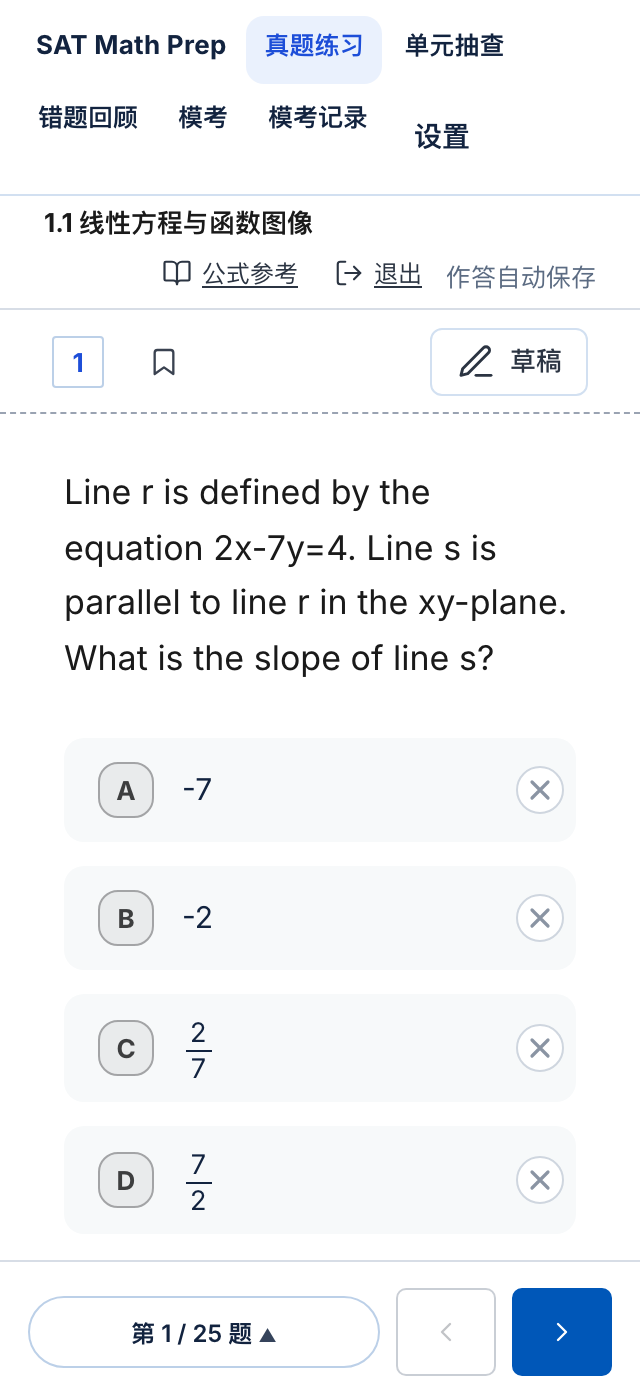 SAT Math Prep 真题练习 单元抽查
错题回顾 模考 模考记录 设置
1.1 线性方程与函数图像
公式参考 退出 作答自动保存
1 草稿
Line r is defined by the
equation 2x-7y=4. Line s is
parallel to line r in the xy-plane.
What is the slope of line s?
A -7
B -2
C 2/7
D 7/2
第 1 / 25 题 ▲